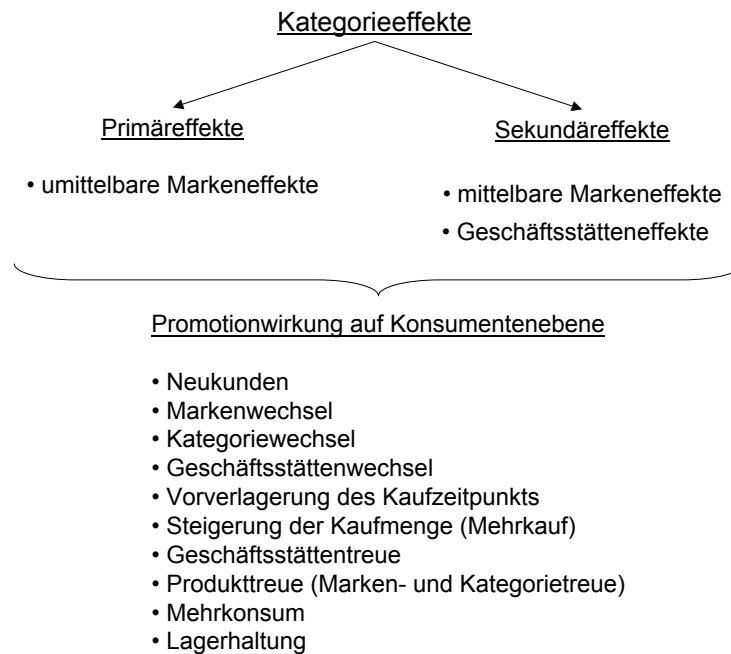 Kategorieeffekte
Primäreffekte
• umittelbare Markeneffekte
Sekundäreffekte
• mittelbare Markeneffekte
• Geschäftsstätteneffekte
Promotionwirkung auf Konsumentenebene
• Neukunden
• Markenwechsel
• Kategoriewechsel
• Geschäftsstättenwechsel
• Vorverlagerung des Kaufzeitpunkts
• Steigerung der Kaufmenge (Mehrkauf)
• Geschäftsstättentreue
• Produkttreue (Marken- und Kategorietreue)
• Mehrkonsum
• Lagerhaltung